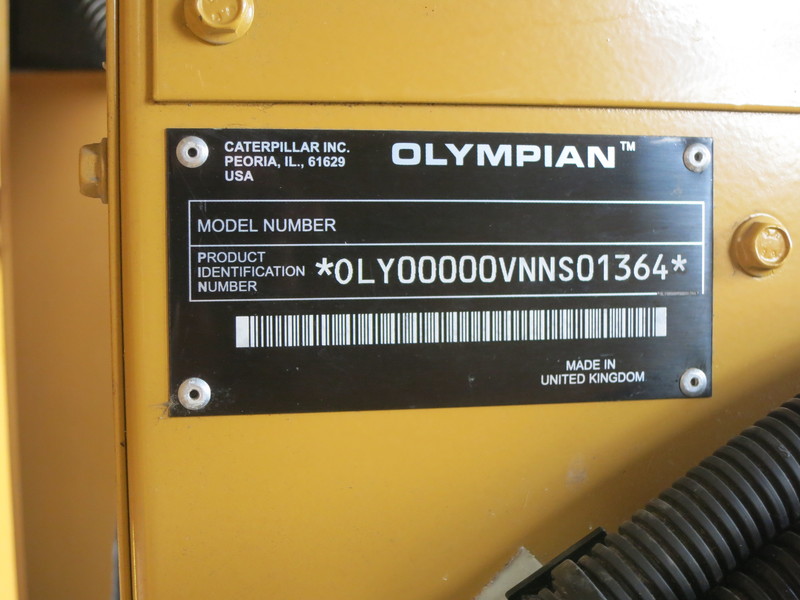 CATERPILLAR INC.
PEORIA, IL., 61629
USA
OLYMPIAN™
MODEL NUMBER
PRODUCT
IDENTIFICATION
NUMBER
*OLY00000VNNS01364*
MADE IN
UNITED KINGDOM